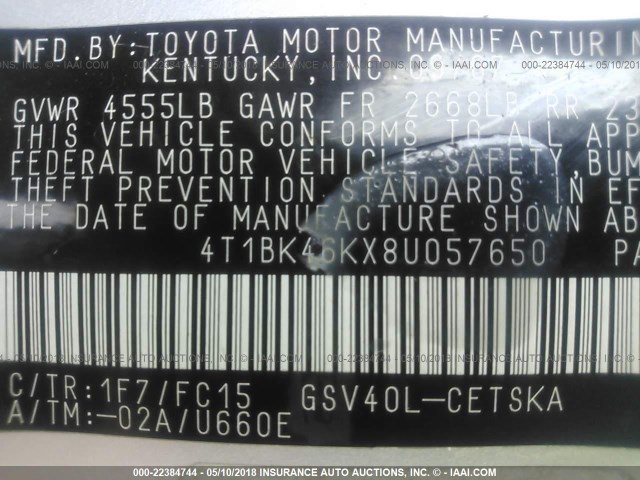 MFD. BY: TOYOTA MOTOR MANUFACTURIN
KENTUCKY, INC.
GVWR 4555LB GAWR FR 2668LB RR
THIS VEHICLE CONFORMS TO ALL APP
FEDERAL MOTOR VEHICLE SAFETY, BUM
THEFT PREVENTION STANDARDS IN EF
THE DATE OF MANUFACTURE SHOWN AB
4T1BK46KX8U057650 PA
C/TR: 1F7/FC15 GSV40L-CETSKA
A/TM: -02A/U660E
000-22384744 - 05/10/2018 INSURANCE AUTO AUCTIONS, INC. © - IAAI.COM